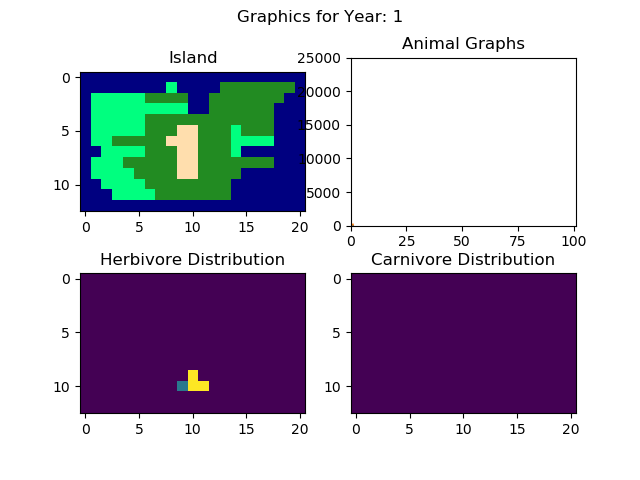 Graphics for Year: 1
Island
0
5
10
0 5 10 15 20
Animal Graphs
25000
20000
15000
10000
5000
0
0 25 50 75 100
Herbivore Distribution
0
5
10
0 5 10 15 20
Carnivore Distribution
0
5
10
0 5 10 15 20